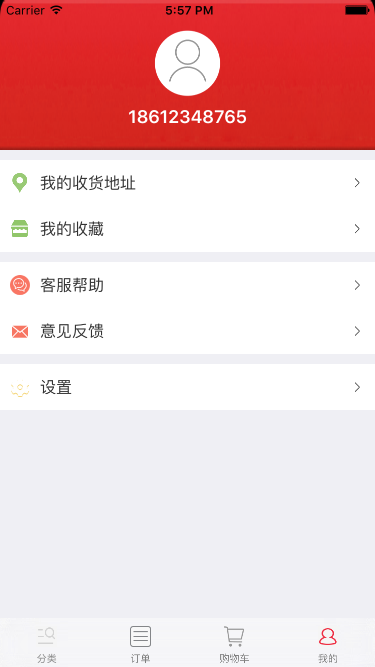 Carrier 5:57 PM
18612348765
我的收货地址
我的收藏
客服帮助
意见反馈
设置
分类 订单 购物车 我的